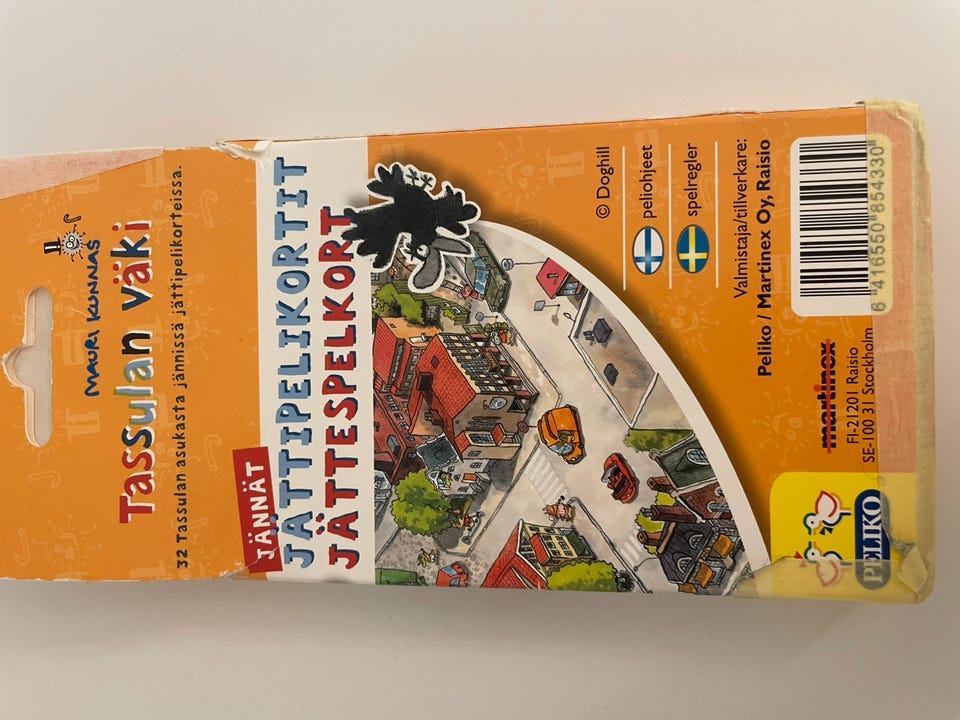 MAURI KUNNAS
Tassulan väki
32 Tassulan asukasta jännissä jättipelikorteissa.
JÄNNÄT
JÄTTIPELIKORTIT
JÄTTESPELKORT
© Doghill
peliohjeet
spelregler
Valmistaja/tillverkare:
Peliko / Martinex Oy, Raisio
6 416550 854330
martinex
FI-21201 Raisio
SE-100 31 Stockholm
PELIKO